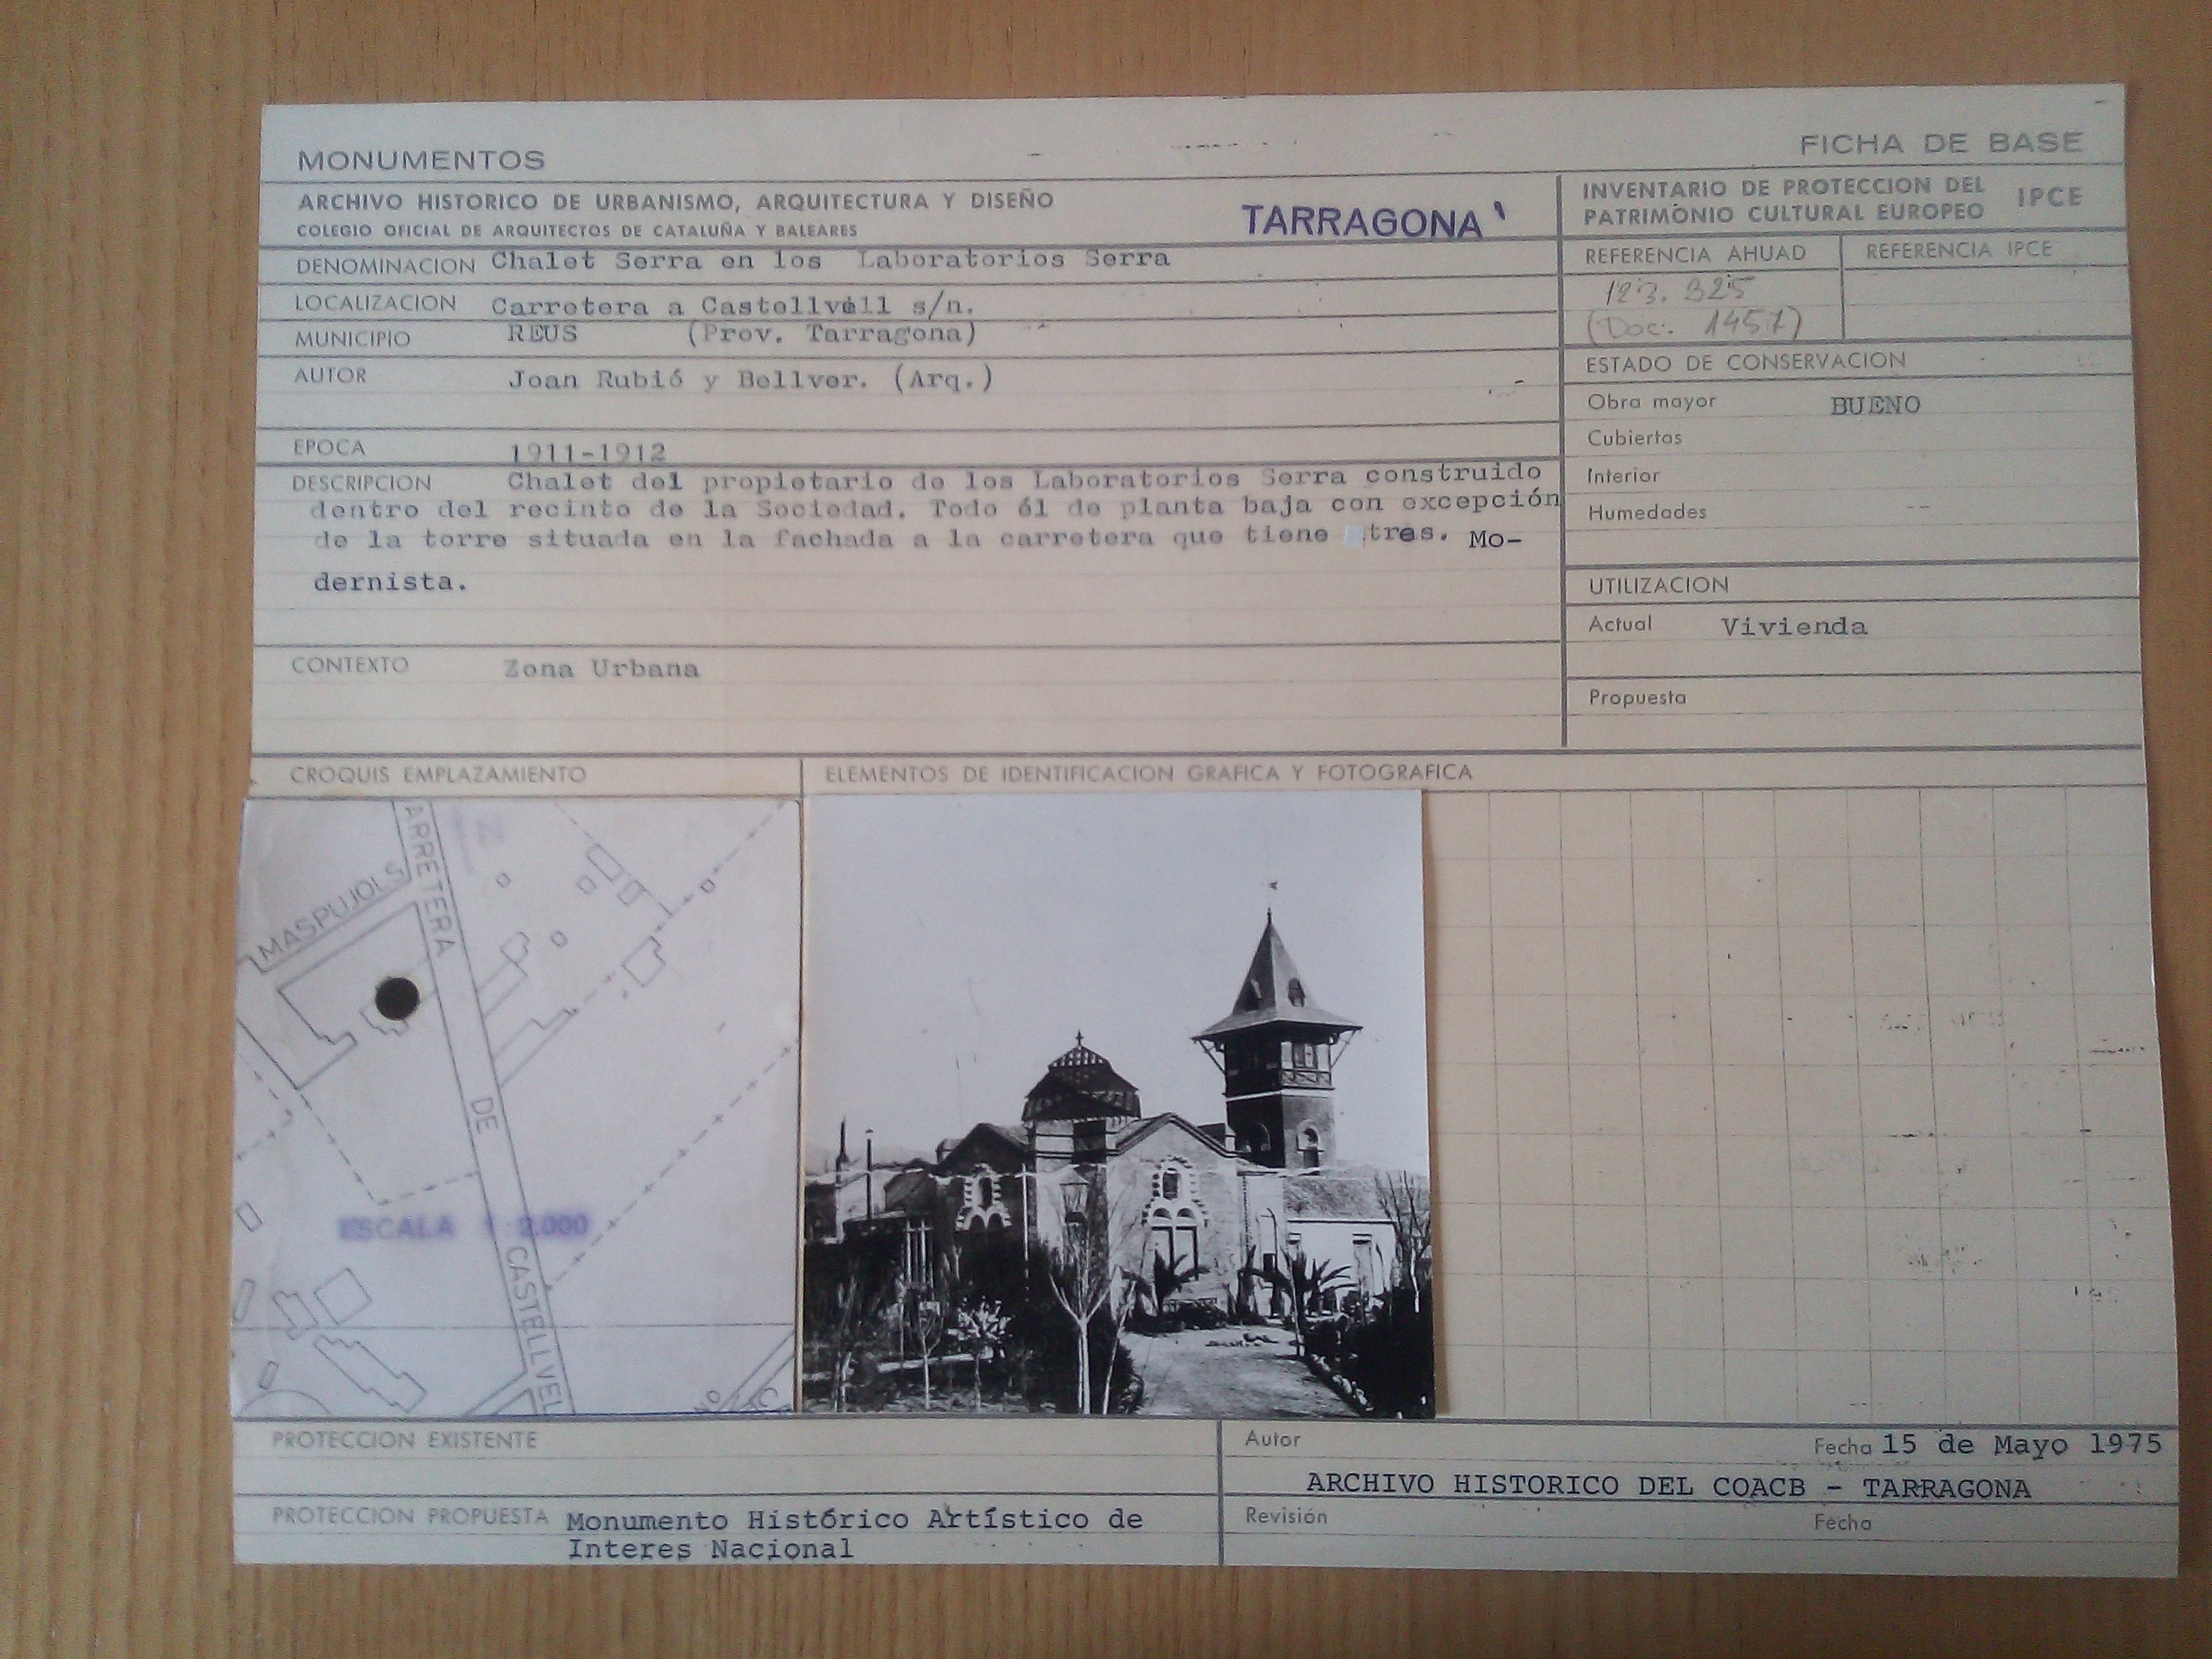 MONUMENTOS
FICHA DE BASE
ARCHIVO HISTORICO DE URBANISMO, ARQUITECTURA Y DISEÑO
COLEGIO OFICIAL DE ARQUITECTOS DE CATALUÑA Y BALEARES
TARRAGONA
INVENTARIO DE PROTECCION DEL
PATRIMONIO CULTURAL EUROPEO
IPCE
DENOMINACION Chalet Serra en los Laboratorios Serra
LOCALIZACION Carretera a Castellvell s/n.
MUNICIPIO REUS (Prov. Tarragona)
AUTOR Joan Rubió y Bellver. (Arq.)
EPOCA 1911-1912
DESCRIPCION Chalet del propietario de los Laboratorios Serra construido
dentro del recinto de la Sociedad. Todo él de planta baja con excepción
de la torre situada en la fachada a la carretera que tiene tres. Mo-
dernista.
CONTEXTO Zona Urbana
REFERENCIA AHUAD
REFERENCIA IPCE
123. 325
(Doc. 1457)
ESTADO DE CONSERVACION
Obra mayor BUENO
Cubiertas
Interior
Humedades
UTILIZACION
Actual Vivienda
Propuesta
CROQUIS EMPLAZAMIENTO
ELEMENTOS DE IDENTIFICACION GRAFICA Y FOTOGRAFICA
ARRETERA
MASPUJOLS
DE
CASTELLVEL
N
ESCALA
PROTECCION EXISTENTE
PROTECCION PROPUESTA Monumento Histórico Artístico de
Interes Nacional
Autor
Fecha 15 de Mayo 1975
ARCHIVO HISTORICO DEL COACB - TARRAGONA
Revisión
Fecha